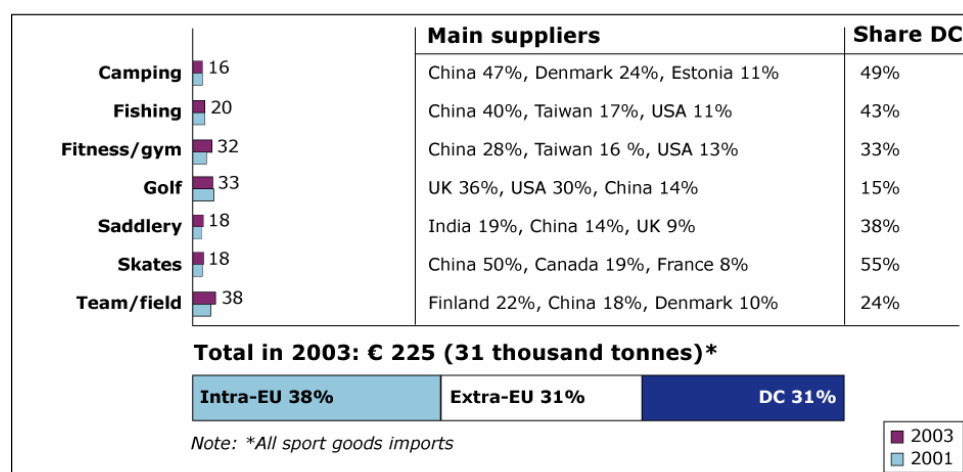 Main suppliers Share DC
Camping 16 China 47%, Denmark 24%, Estonia 11% 49%
Fishing 20 China 40%, Taiwan 17%, USA 11% 43%
Fitness/gym 32 China 28%, Taiwan 16 %, USA 13% 33%
Golf 33 UK 36%, USA 30%, China 14% 15%
Saddlery 18 India 19%, China 14%, UK 9% 38%
Skates 18 China 50%, Canada 19%, France 8% 55%
Team/field 38 Finland 22%, China 18%, Denmark 10% 24%
Total in 2003: € 225 (31 thousand tonnes)*
Intra-EU 38% Extra-EU 31% DC 31%
Note: *All sport goods imports
2003
2001